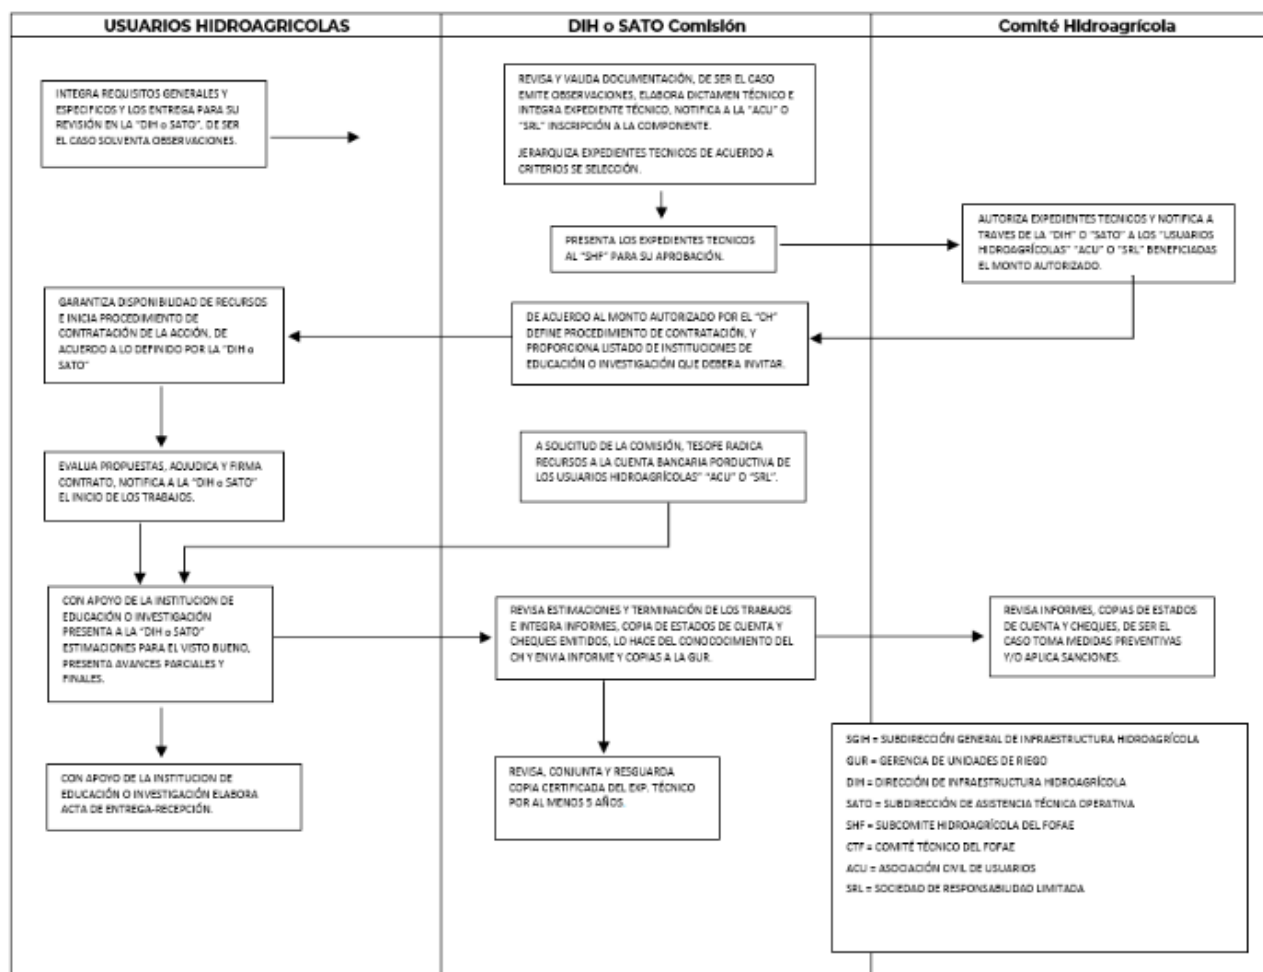 USUARIOS HIDROAGRICOLAS
DIH o SATO Comisión
Comité Hidroagrícola
INTEGRA REQUISITOS GENERALES Y
ESPECIFICOS Y LOS ENTREGA PARA SU
REVISIÓN EN LA "DIH o SATO", DE SER
EL CASO SOLVENTA OBSERVACIONES.
REVISA Y VALIDA DOCUMENTACIÓN, DE SER EL CASO
EMITE OBSERVACIONES, ELABORA DICTAMEN TÉCNICO E
INTEGRA EXPEDIENTE TÉCNICO, NOTIFICA A LA "ACU" O
"SRL" INSCRIPCIÓN A LA COMPONENTE.
JERARQUIZA EXPEDIENTES TECNICOS DE ACUERDO A
CRITERIOS SE SELECCIÓN.
PRESENTA LOS EXPEDIENTES TECNICOS
AL "SHF" PARA SU APROBACIÓN.
AUTORIZA EXPEDIENTES TECNICOS Y NOTIFICA A
TRAVES DE LA "DIH" O "SATO" A LOS "USUARIOS
HIDROAGRÍCOLAS" "ACU" O "SRL" BENEFICIADAS
EL MONTO AUTORIZADO.
GARANTIZA DISPONIBILIDAD DE RECURSOS
E INICIA PROCEDIMIENTO DE
CONTRATACIÓN DE LA ACCIÓN, DE
ACUERDO A LO DEFINIDO POR LA "DIH o
SATO"
DE ACUERDO AL MONTO AUTORIZADO POR EL "CH"
DEFINE PROCEDIMIENTO DE CONTRATACIÓN, Y
PROPORCIONA LISTADO DE INSTITUCIONES DE
EDUCACIÓN O INVESTIGACIÓN QUE DEBERA INVITAR.
EVALUA PROPUESTAS, ADJUDICA Y FIRMA
CONTRATO, NOTIFICA A LA "DIH o SATO"
EL INICIO DE LOS TRABAJOS.
A SOLICITUD DE LA COMISIÓN, TESOFE RADICA
RECURSOS A LA CUENTA BANCARIA PORDUCTIVA DE
LOS USUARIOS HIDROAGRÍCOLAS" "ACU" O "SRL".
CON APOYO DE LA INSTITUCION DE
EDUCACIÓN O INVESTIGACIÓN
PRESENTA A LA "DIH o SATO"
ESTIMACIONES PARA EL VISTO BUENO,
PRESENTA AVANCES PARCIALES Y
FINALES.
REVISA ESTIMACIONES Y TERMINACIÓN DE LOS TRABAJOS
E INTEGRA INFORMES, COPIA DE ESTADOS DE CUENTA Y
CHEQUES EMITIDOS, LO HACE DEL CONOCOCIMIENTO DEL
CH Y ENVIA INFORME Y COPIAS A LA GUR.
REVISA INFORMES, COPIAS DE ESTADOS
DE CUENTA Y CHEQUES, DE SER EL
CASO TOMA MEDIDAS PREVENTIVAS
Y/O APLICA SANCIONES.
CON APOYO DE LA INSTITUCION DE
EDUCACIÓN O INVESTIGACIÓN ELABORA
ACTA DE ENTREGA-RECEPCIÓN.
REVISA, CONJUNTA Y RESGUARDA
COPIA CERTIFICADA DEL EXP. TÉCNICO
POR AL MENOS 5 AÑOS.
SGIH = SUBDIRECCIÓN GENERAL DE INFRAESTRUCTURA HIDROAGRÍCOLA
GUR = GERENCIA DE UNIDADES DE RIEGO
DIH = DIRECCIÓN DE INFRAESTRUCTURA HIDROAGRÍCOLA
SATO = SUBDIRECCIÓN DE ASISTENCIA TÉCNICA OPERATIVA
SHF = SUBCOMITE HIDROAGRÍCOLA DEL FOFAE
CTF = COMITÉ TÉCNICO DEL FOFAE
ACU = ASOCIACIÓN CIVIL DE USUARIOS
SRL = SOCIEDAD DE RESPONSABILIDAD LIMITADA